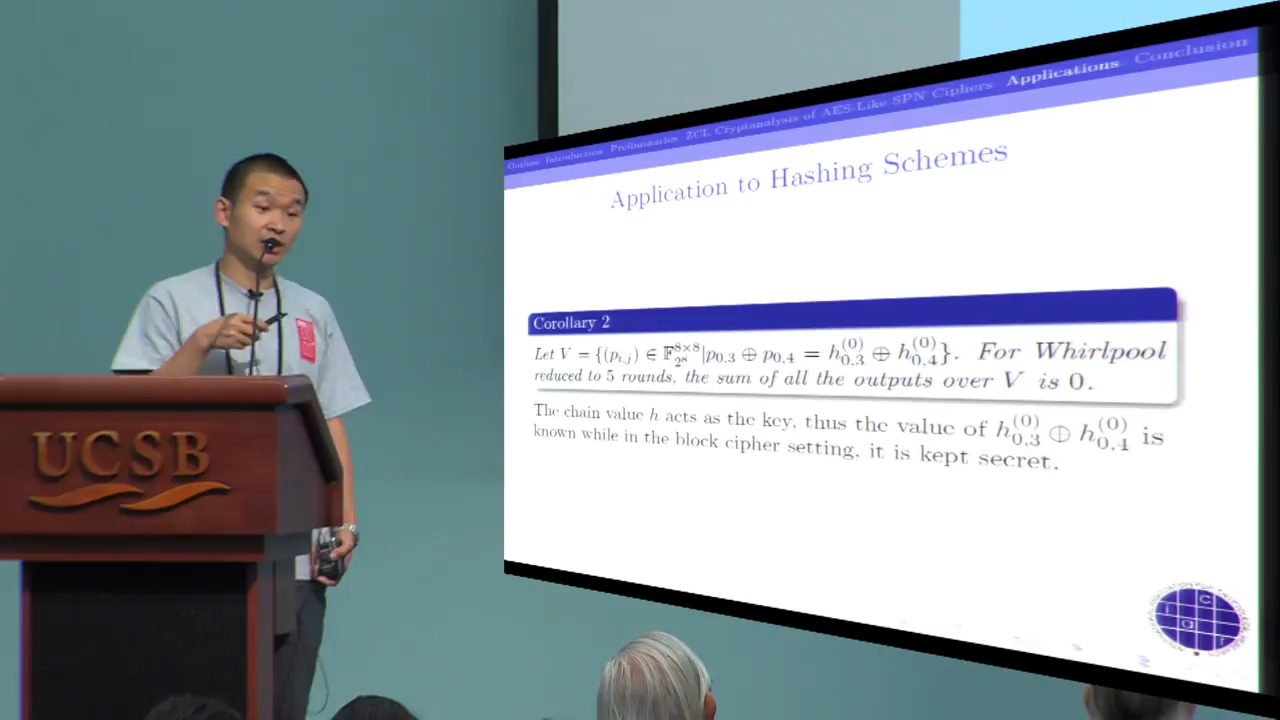 Outline Introduction Preliminaries ZCL Cryptanalysis of AES-Like SPN Ciphers Applications Conclusion
Application to Hashing Schemes
Corollary 2
Let V = {(p_{i,j}) ∈ F_{2^8}^{8×8} | p_{0,3} ⊕ p_{0,4} = h_{0,3}^{(0)} ⊕ h_{0,4}^{(0)}}. For Whirlpool
reduced to 5 rounds, the sum of all the outputs over V is 0.
The chain value h acts as the key, thus the value of h_{0,3}^{(0)} ⊕ h_{0,4}^{(0)} is
known while in the block cipher setting, it is kept secret.
UCSB
i a c r